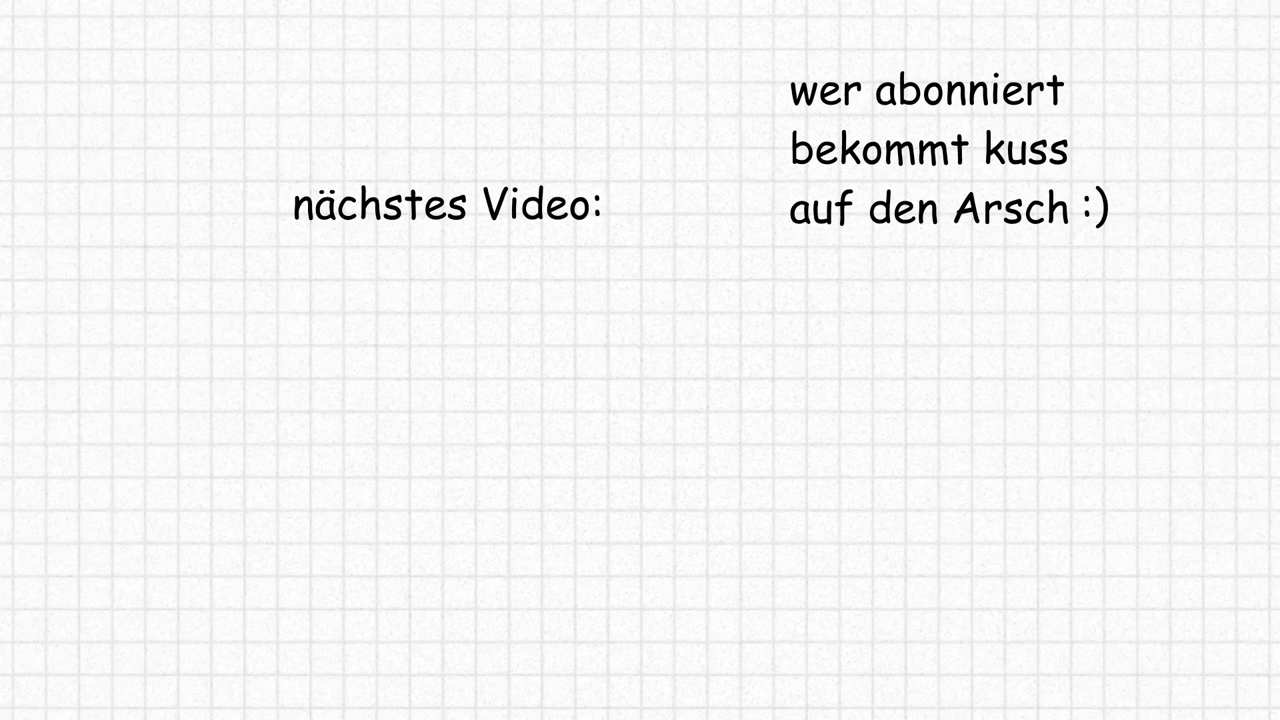 nächstes Video:
wer abonniert
bekommt kuss
auf den Arsch :)